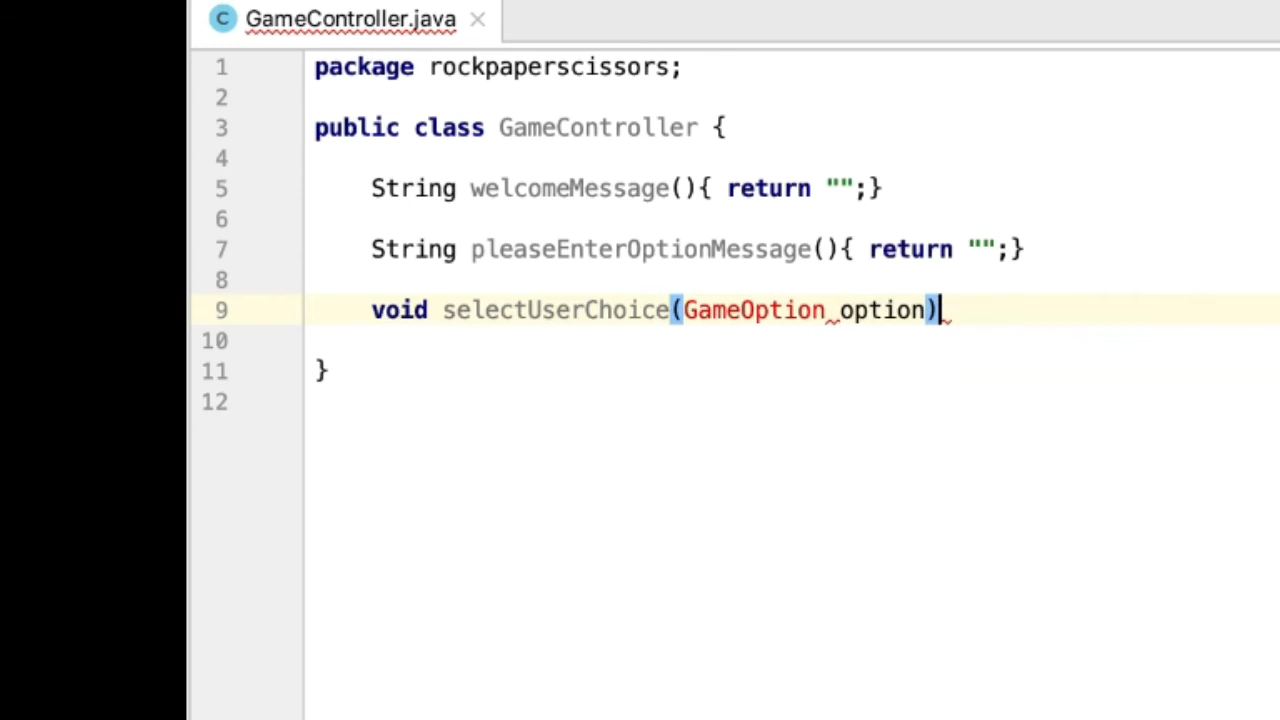 C GameController.java ×
1 package rockpaperscissors;
2
3 public class GameController {
4
5     String welcomeMessage(){ return "";}
6
7     String pleaseEnterOptionMessage(){ return "";}
8
9     void selectUserChoice(GameOption option)
10
11 }
12